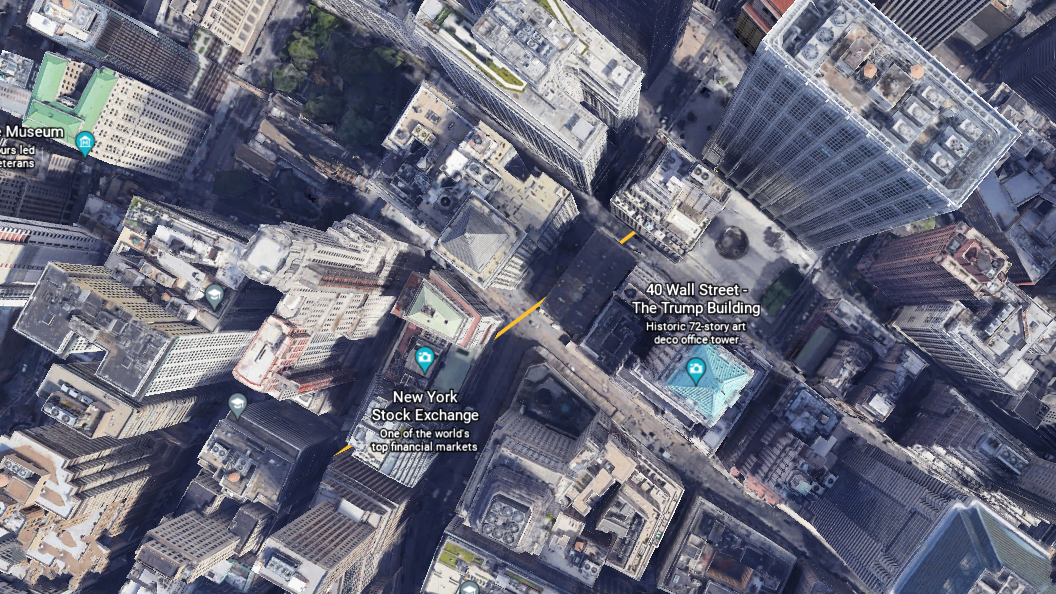 e Museum
ours led
eterans
40 Wall Street -
The Trump Building
Historic 72-story art
deco office tower
New York
Stock Exchange
One of the world's
top financial markets